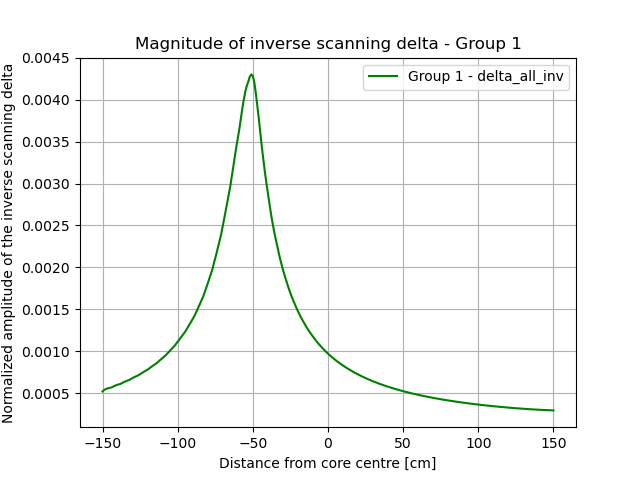 Magnitude of inverse scanning delta - Group 1
Group 1 - delta_all_inv
Normalized amplitude of the inverse scanning delta
0.0045
0.0040
0.0035
0.0030
0.0025
0.0020
0.0015
0.0010
0.0005
−150 −100 −50 0 50 100 150
Distance from core centre [cm]